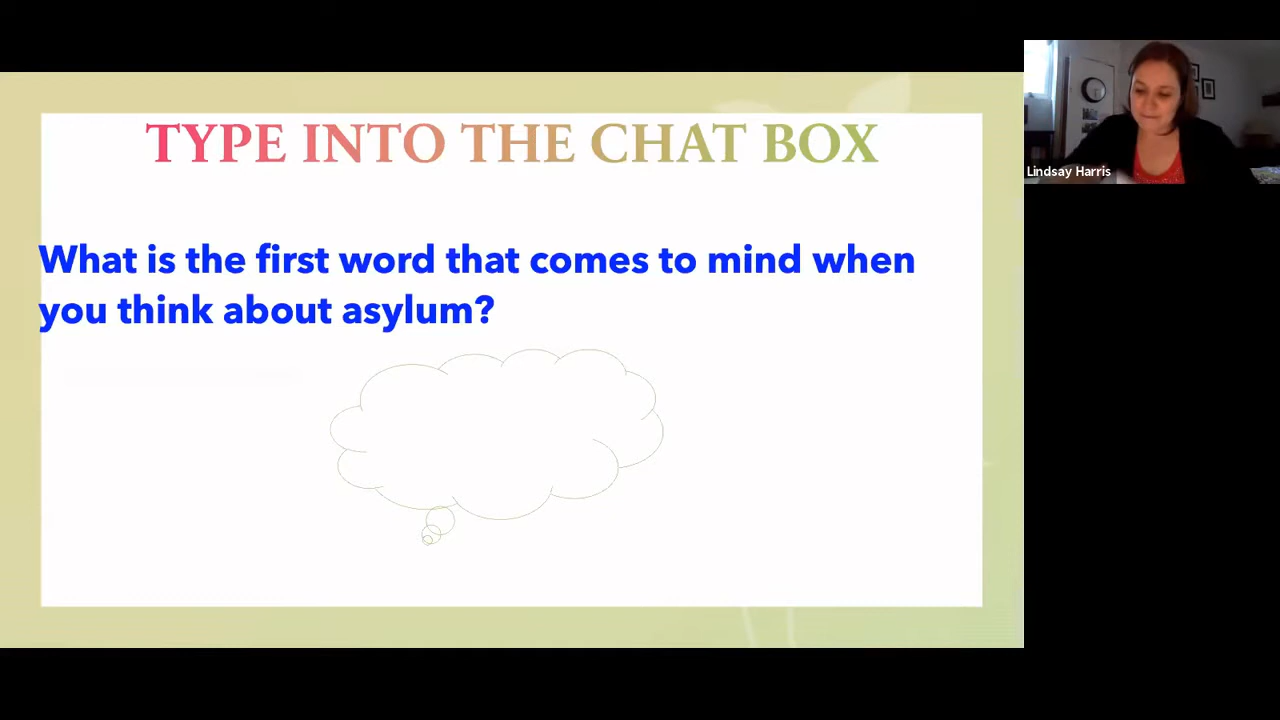 TYPE INTO THE CHAT BOX
What is the first word that comes to mind when
you think about asylum?
Lindsay Harris